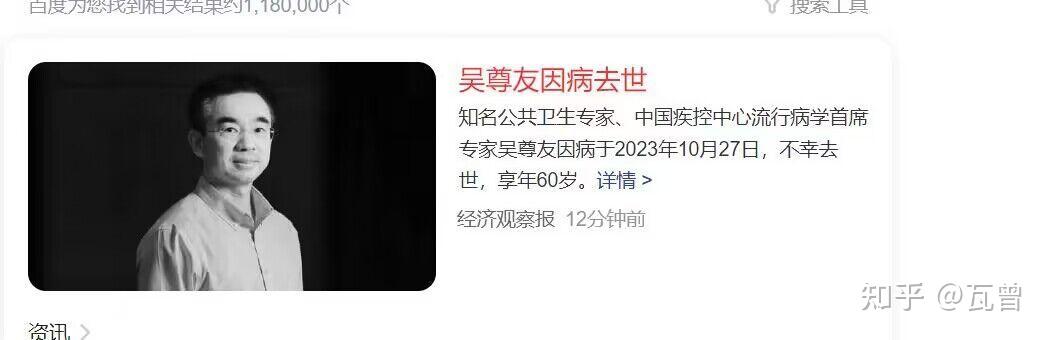 百度为您找到相关结果约1,180,000个
搜索工具
吴尊友因病去世
知名公共卫生专家、中国疾控中心流行病学首席
专家吴尊友因病于2023年10月27日，不幸去
世，享年60岁。详情 >
经济观察报 12分钟前
知乎 @瓦曾
资讯 >